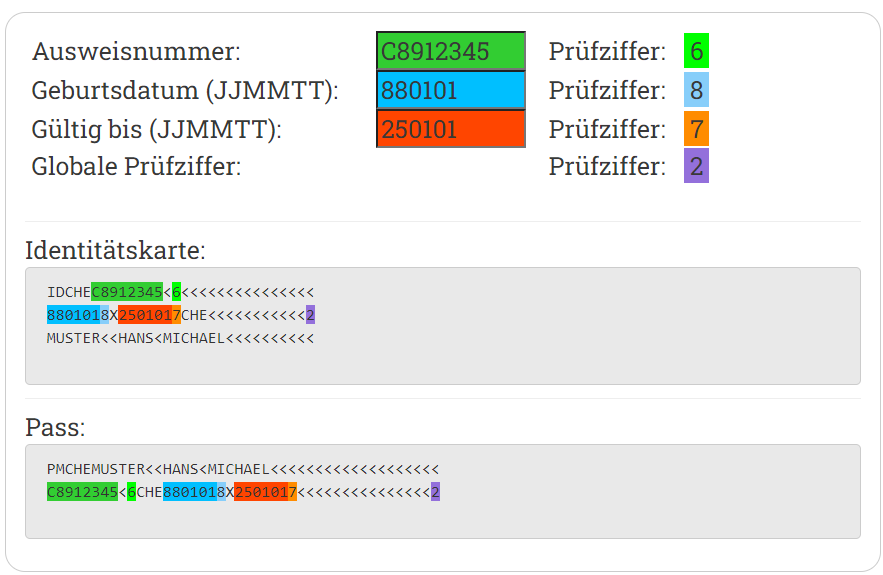 Ausweisnummer: C8912345 Prüfziffer: 6
Geburtsdatum (JJMMTT): 880101 Prüfziffer: 8
Gültig bis (JJMMTT): 250101 Prüfziffer: 7
Globale Prüfziffer: Prüfziffer: 2
Identitätskarte:
IDCHEC8912345<6<<<<<<<<<<<<<<<
8801018X2501017CHE<<<<<<<<<<<2
MUSTER<<HANS<MICHAEL<<<<<<<<<<
Pass:
PMCHEMUSTER<<HANS<MICHAEL<<<<<<<<<<<<<<<<<<<
C8912345<6CHE8801018X2501017<<<<<<<<<<<<<<<2